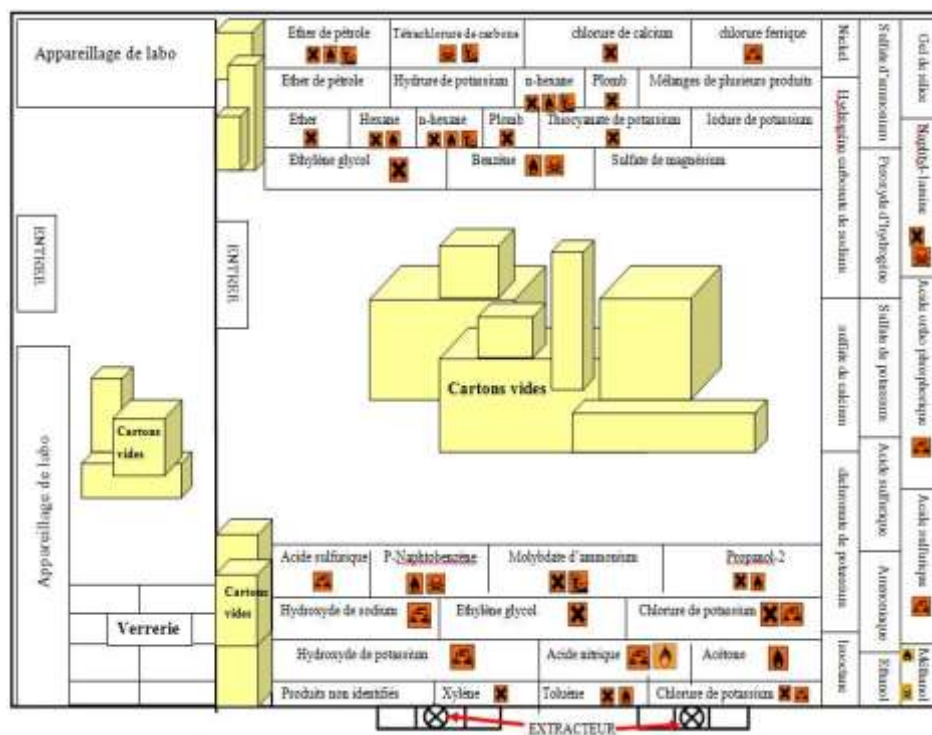 Appareillage de labo
Ether de pétrole
Tétrachlorure de carbone
chlorure de calcium
chlorure ferrique
Ether de pétrole
Hydrure de potassium
n-hexane
Plomb
Mélanges de plusieurs produits
Ether
Hexane
n-hexane
Plomb
Thiocyanate de potassium
Iodure de potassium
Ethylène glycol
Benzène
Sulfate de magnésium
Nickel
Hydrogéno carbonate de sodium
sulfate de calcium
dichromate de potassium
Isooctane
Sulfate d'ammonium
Peroxyde d'hydrogène
Sulfate de potassium
Acide sulfurique
Ammoniaque
Ethanol
Gel de silice
Naphtyl-1amine
Acide ortho phosphorique
Acide sulfurique
Méthanol
ENTREE
ENTREE
Cartons vides
Cartons
vides
Appareillage de labo
Acide sulfurique
P-Naphtobenzène
Molybdate d'ammonium
Propanol-2
Cartons
vides
Hydroxyde de sodium
Ethylène glycol
Chlorure de potassium
Verrerie
Hydroxyde de potassium
Acide nitrique
Acétone
Produits non identifiés
Xylène
Toluène
Chlorure de potassium
EXTRACTEUR